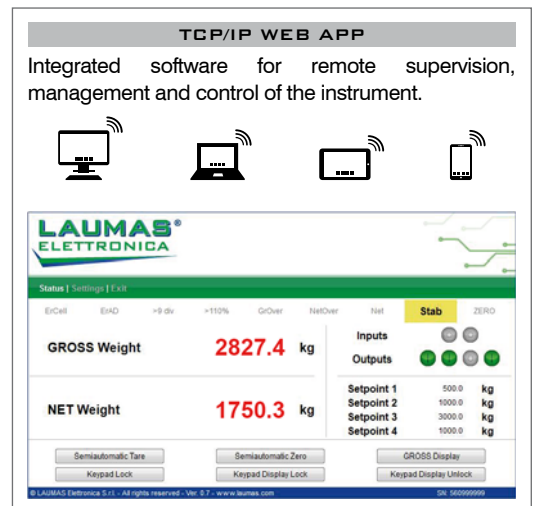 TCP/IP WEB APP
Integrated software for remote supervision,
management and control of the instrument.
LAUMAS®
ELETTRONICA
Status | Settings | Exit
ErCell ErAD >9 div >110% GrOver NetOver Net Stab ZERO
GROSS Weight 2827.4 kg
Inputs
Outputs
NET Weight 1750.3 kg
Setpoint 1 500.0 kg
Setpoint 2 1000.0 kg
Setpoint 3 3000.0 kg
Setpoint 4 1000.0 kg
Semiautomatic Tare Semiautomatic Zero GROSS Display
Keypad Lock Keypad Display Lock Keypad Display Unlock
© LAUMAS Elettronica S.r.l. - All rights reserved - Ver. 0.7 - www.laumas.com SN: 560999999